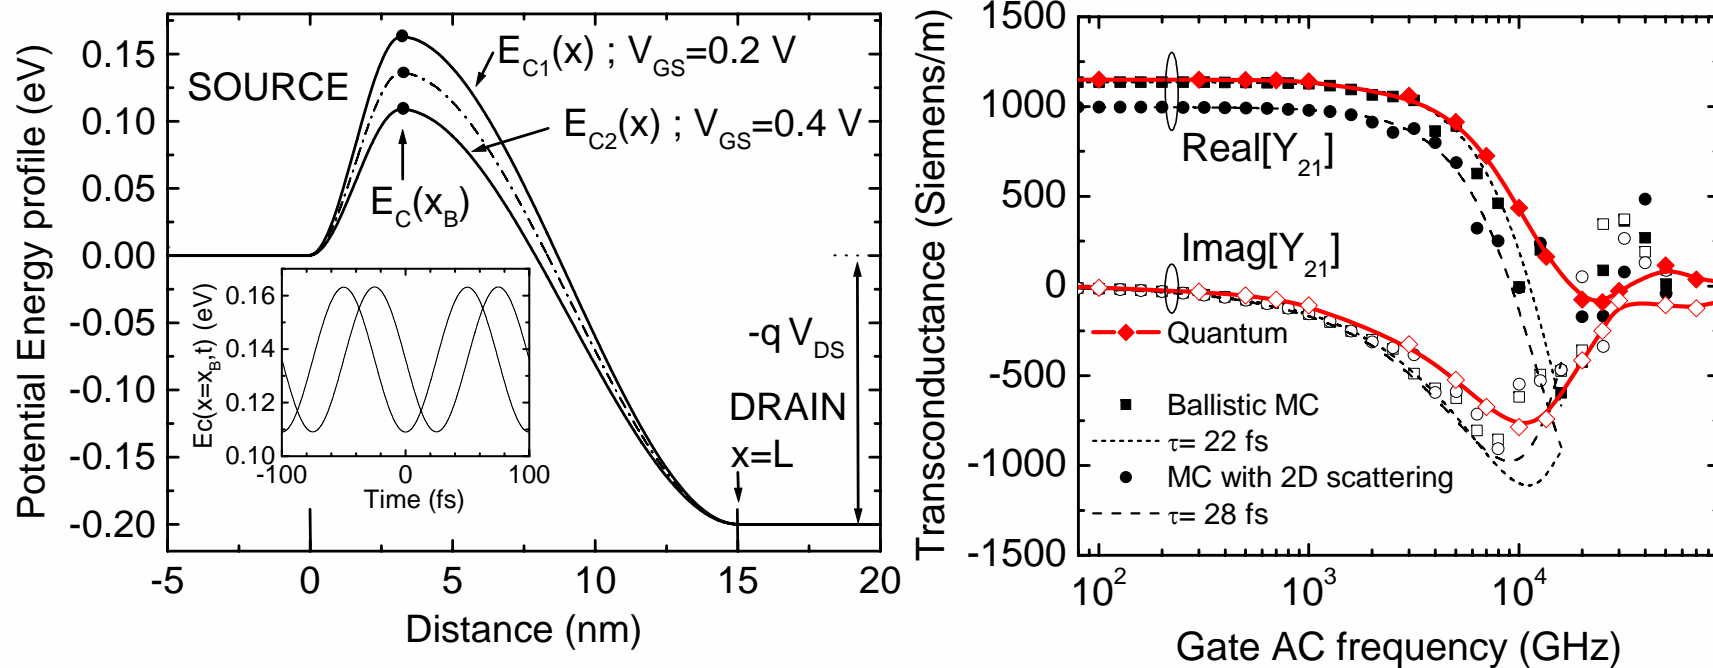 Potential Energy profile (eV)
0.15
0.10
0.05
0.00
-0.05
-0.10
-0.15
-0.20
SOURCE
E_C1(x) ; V_GS=0.2 V
E_C2(x) ; V_GS=0.4 V
E_C(x_B)
-q V_DS
DRAIN
x=L
Ec(x=x_B,t) (eV)
0.16
0.14
0.12
0.10
-100 0 100
Time (fs)
-5 0 5 10 15 20
Distance (nm)
Transconductance (Siemens/m)
1500
1000
500
0
-500
-1000
-1500
Real[Y_21]
Imag[Y_21]
Quantum
Ballistic MC
τ= 22 fs
MC with 2D scattering
τ= 28 fs
10^2 10^3 10^4
Gate AC frequency (GHz)